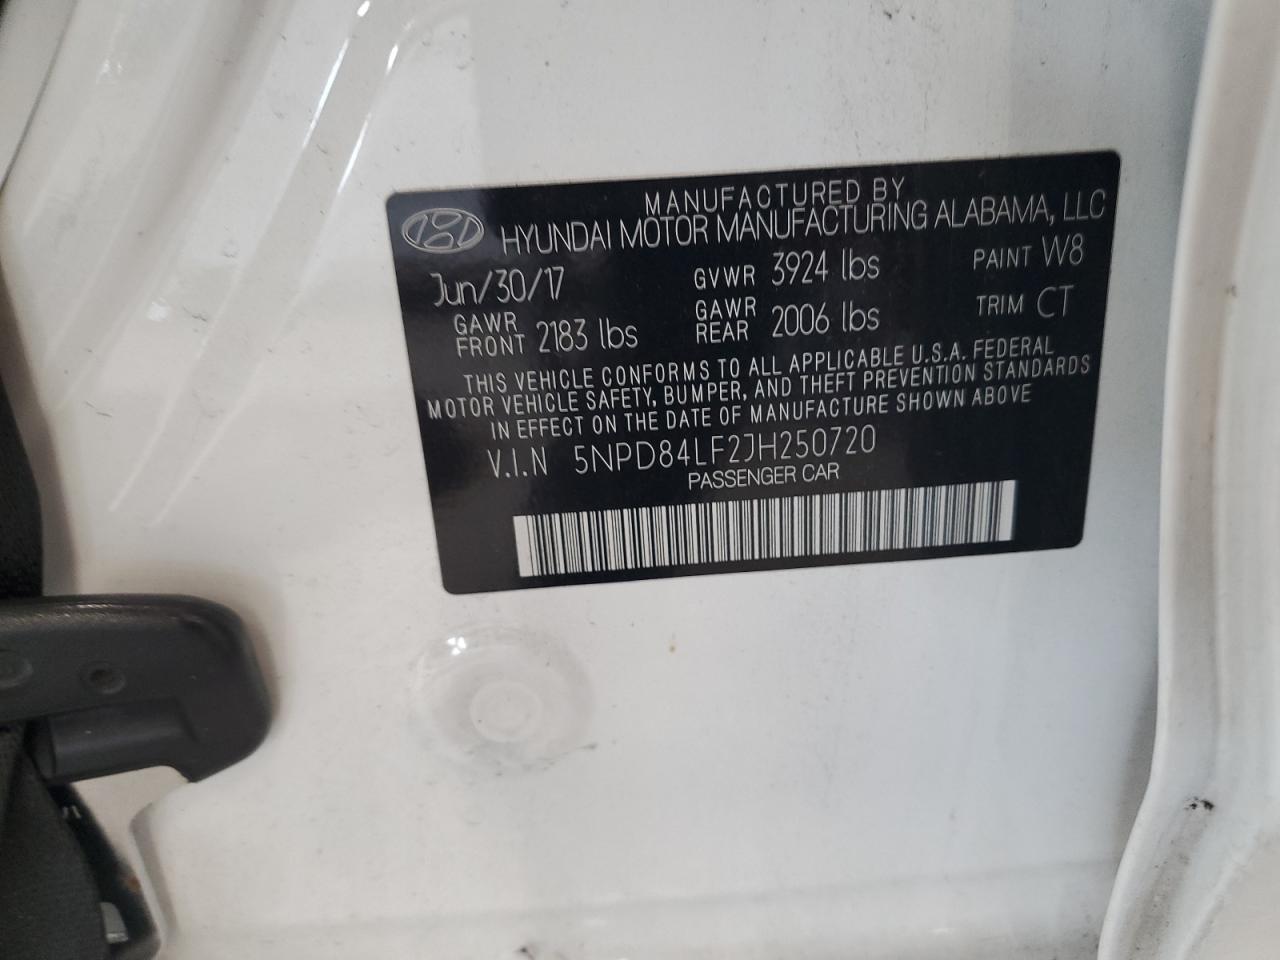 MANUFACTURED BY
HYUNDAI MOTOR MANUFACTURING ALABAMA, LLC
Jun/30/17 GVWR 3924 lbs PAINT W8
GAWR FRONT 2183 lbs GAWR REAR 2006 lbs TRIM CT
THIS VEHICLE CONFORMS TO ALL APPLICABLE U.S.A. FEDERAL
MOTOR VEHICLE SAFETY, BUMPER, AND THEFT PREVENTION STANDARDS
IN EFFECT ON THE DATE OF MANUFACTURE SHOWN ABOVE
V.I.N 5NPD84LF2JH250720
PASSENGER CAR